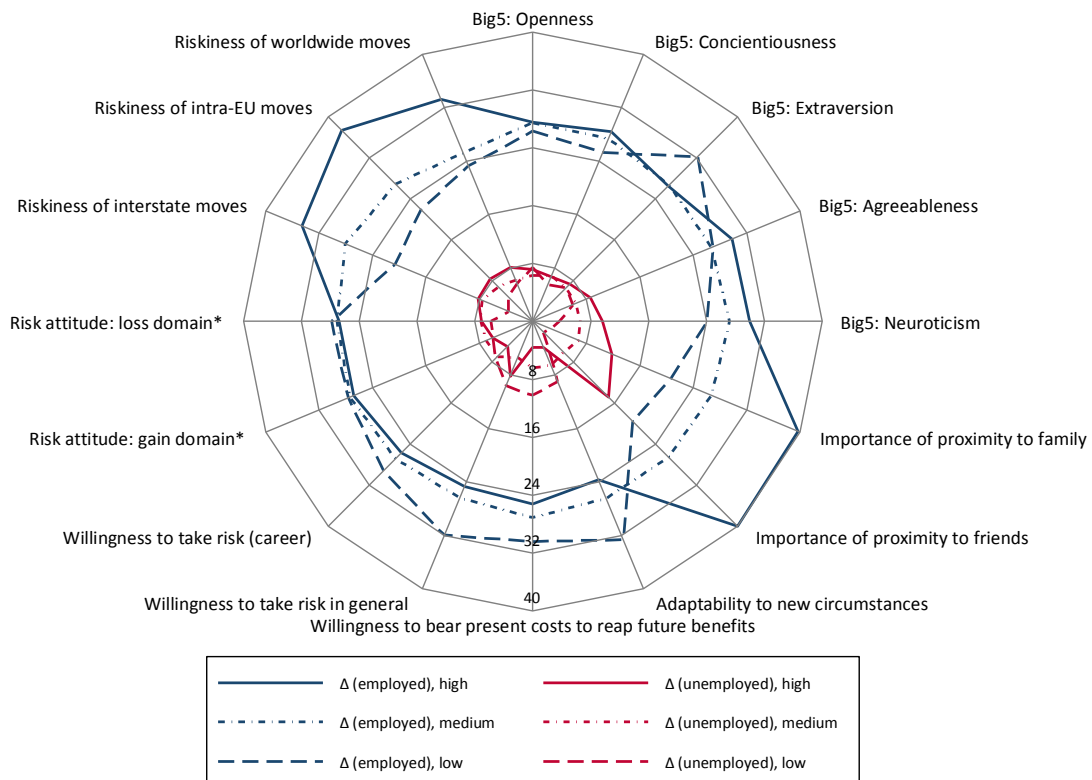 Big5: Openness
Riskiness of worldwide moves
Big5: Concientiousness
Riskiness of intra-EU moves
Big5: Extraversion
Riskiness of interstate moves
Big5: Agreeableness
Risk attitude: loss domain*
Big5: Neuroticism
8
16
Risk attitude: gain domain*
Importance of proximity to family
24
Willingness to take risk (career)
Importance of proximity to friends
32
Willingness to take risk in general
40
Adaptability to new circumstances
Willingness to bear present costs to reap future benefits
Δ (employed), high
Δ (unemployed), high
Δ (employed), medium
Δ (unemployed), medium
Δ (employed), low
Δ (unemployed), low